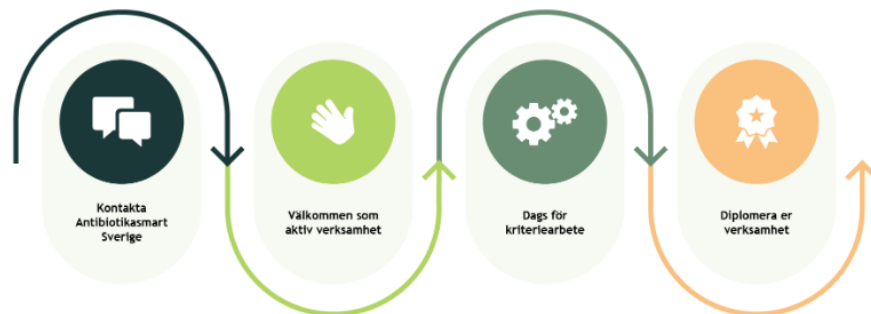 Kontakta
Antibiotikasmart
Sverige
Välkommen som
aktiv verksamhet
Dags för
kriteriearbete
Diplomera er
verksamhet